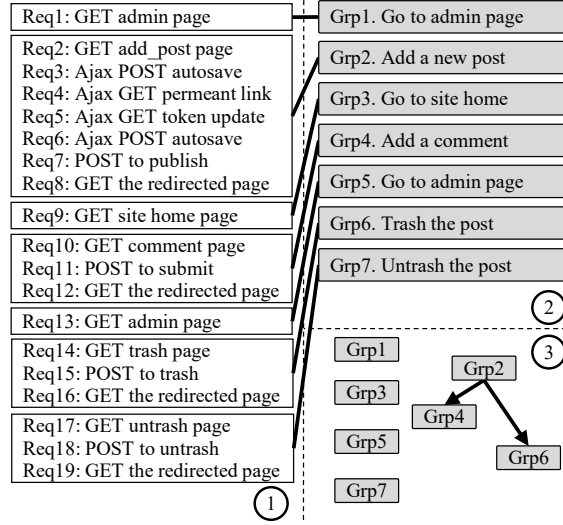 Req1: GET admin page
Req2: GET add_post page
Req3: Ajax POST autosave
Req4: Ajax GET permeant link
Req5: Ajax GET token update
Req6: Ajax POST autosave
Req7: POST to publish
Req8: GET the redirected page
Req9: GET site home page
Req10: GET comment page
Req11: POST to submit
Req12: GET the redirected page
Req13: GET admin page
Req14: GET trash page
Req15: POST to trash
Req16: GET the redirected page
Req17: GET untrash page
Req18: POST to untrash
Req19: GET the redirected page
1
Grp1. Go to admin page
Grp2. Add a new post
Grp3. Go to site home
Grp4. Add a comment
Grp5. Go to admin page
Grp6. Trash the post
Grp7. Untrash the post
2
3
Grp1
Grp2
Grp3
Grp4
Grp5
Grp6
Grp7